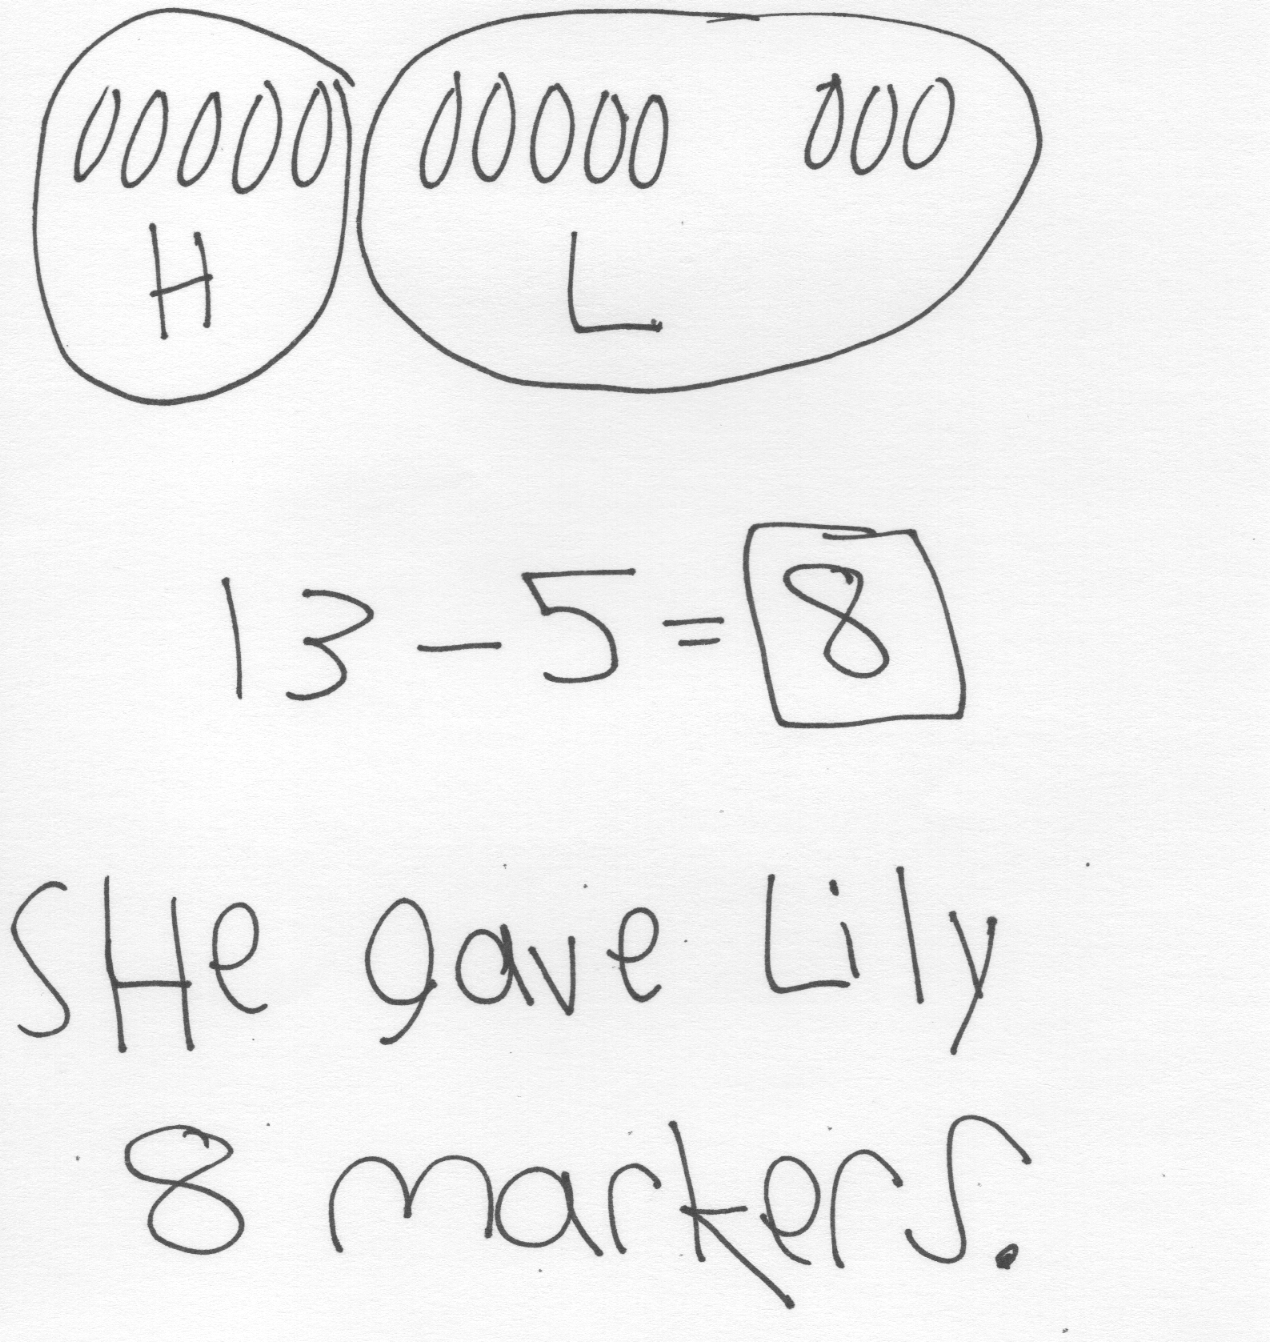 00000 00000 000
H L
13 - 5 = 8
SHe gave Lily
8 markers.